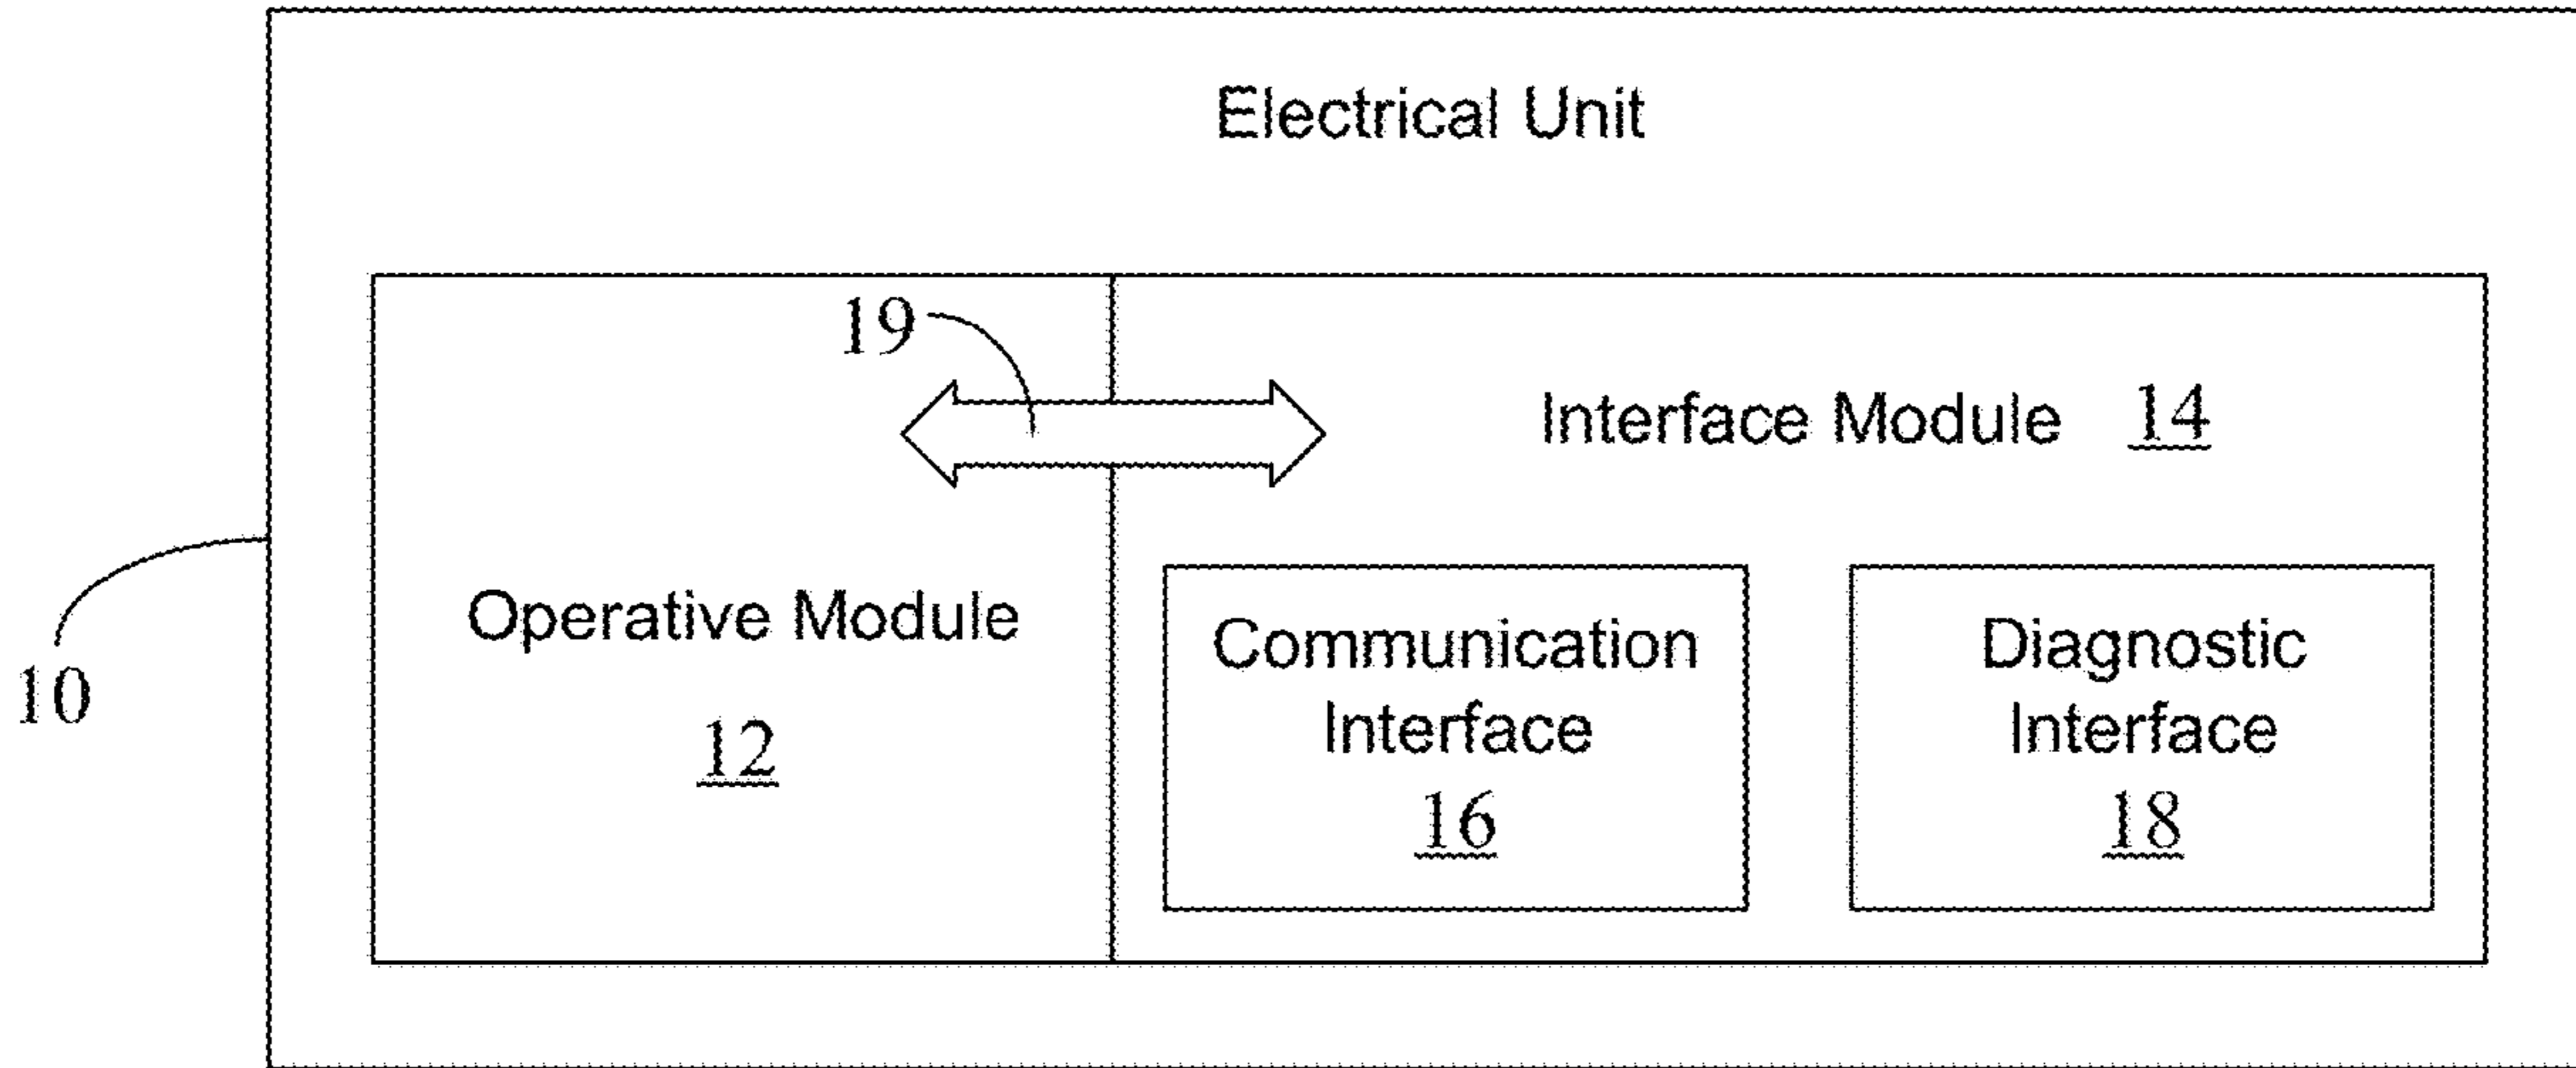 Electrical Unit
19
Interface Module 14
Operative Module
12
Communication
Interface
16
Diagnostic
Interface
18
10